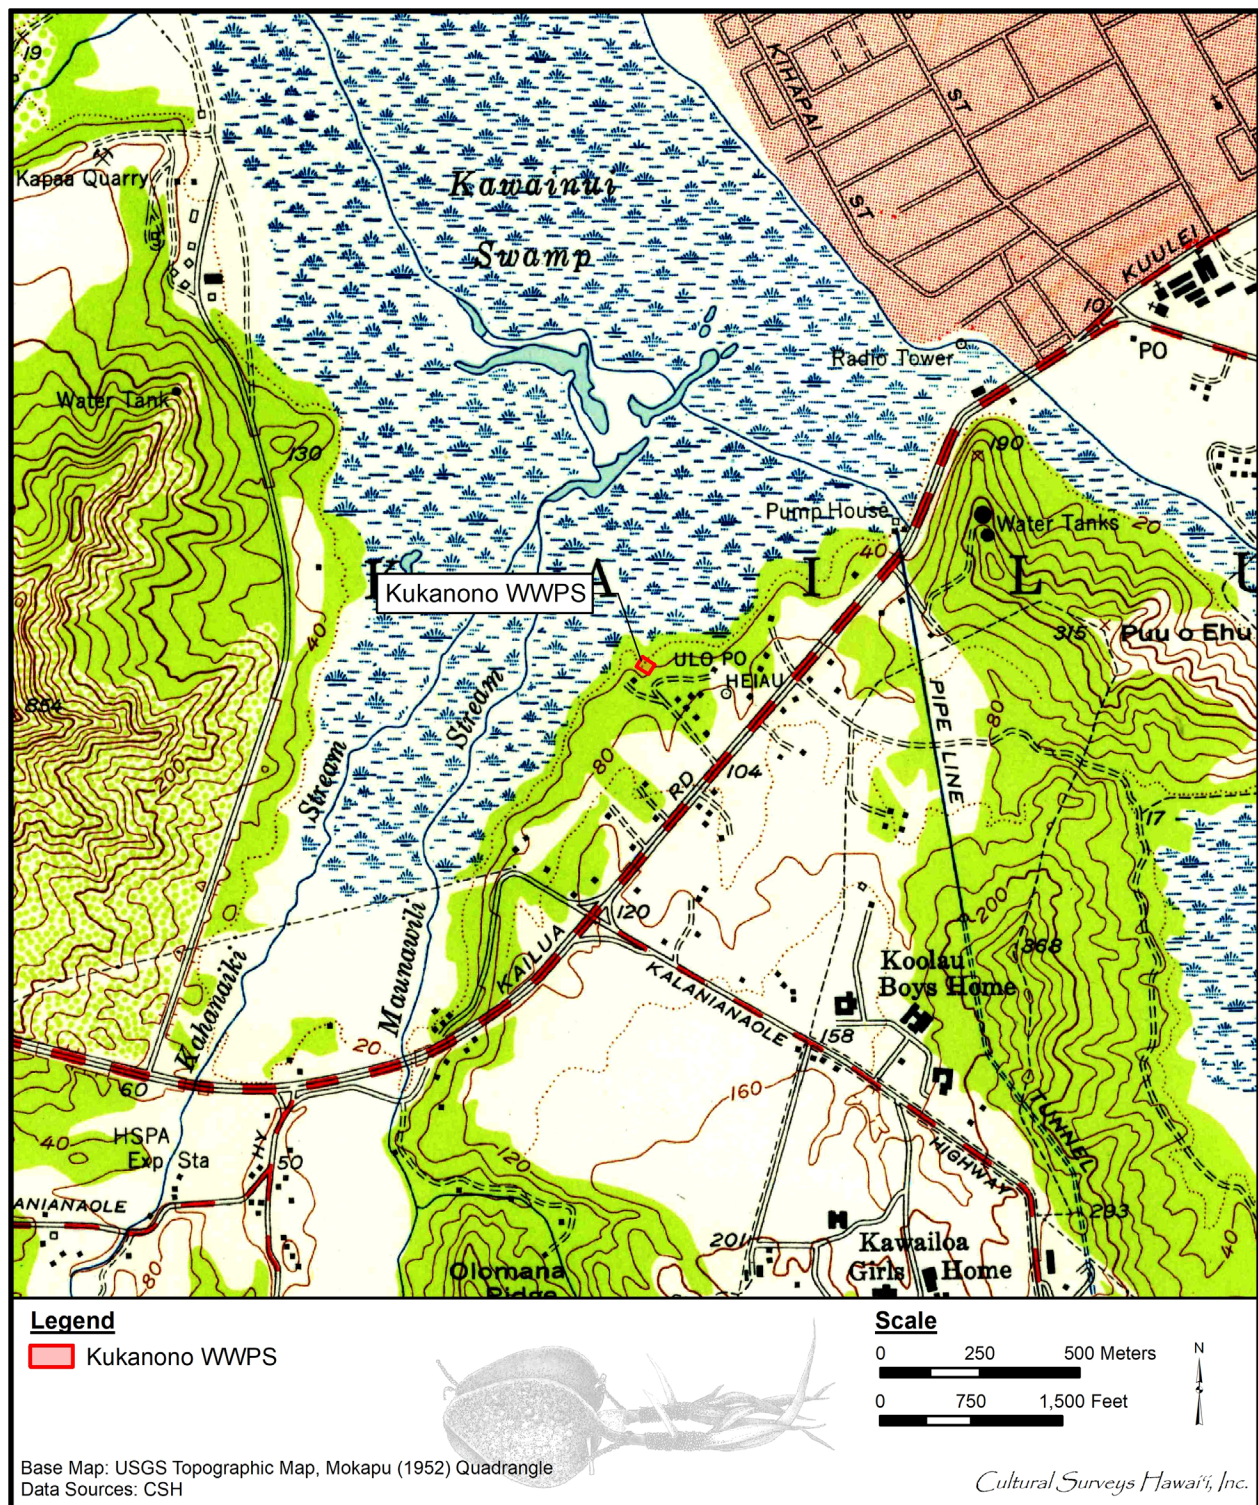 19
KIHAPAI
ST
ST
Kapaa Quarry
Kawainui
Swamp
KUULEI
10
Radio Tower
PO
Water Tank
130
190
Pump House
Water Tanks
20
40
A
I
L
U
Kukanono WWPS
40
315
Puu o Ehu
ULO PO
HEIAU
854
200
Stream
Stream
80
RD
104
PIPE LINE
80
17
120
KAILUA
KALANIANAOLE
HIGHWAY
Koolau
Boys Home
200
368
Kahanaiki
Maunawili
20
158
60
160
TUNNEL
40
HSPA
Exp Sta
HY
50
120
ANIANAOLE
293
201
80
Kawailoa
Girls Home
40
Olomana
Ridge
Legend
Kukanono WWPS
Scale
0 250 500 Meters
0 750 1,500 Feet
N
Base Map: USGS Topographic Map, Mokapu (1952) Quadrangle
Data Sources: CSH
Cultural Surveys Hawaiʻi, Inc.